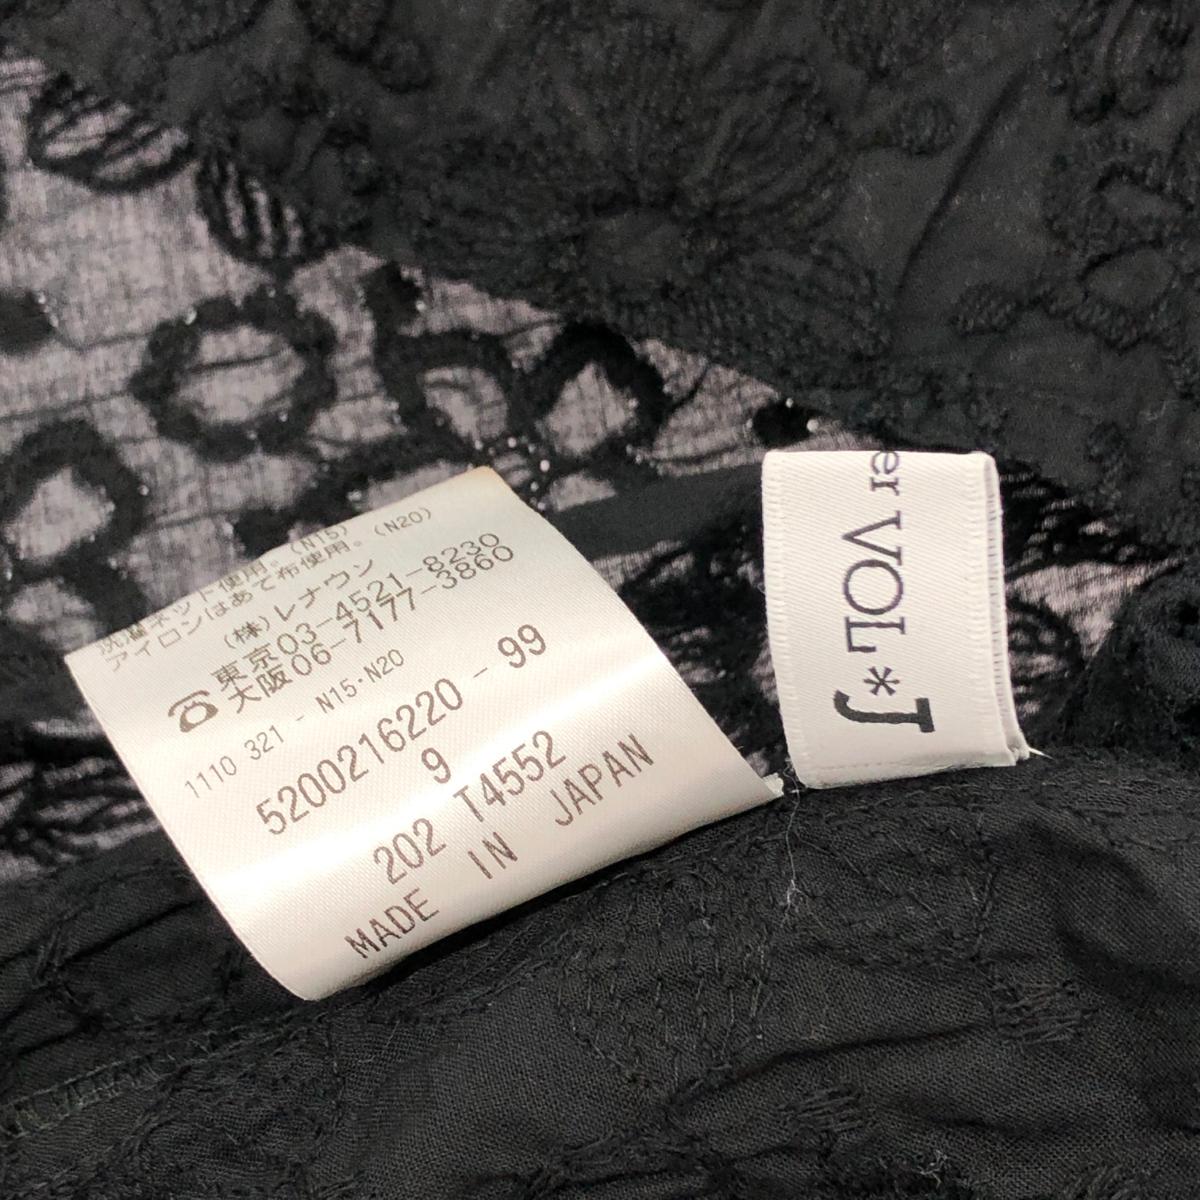 洗濯ネット使用。(N15)
アイロンはあて布使用。(N20)
(株)レナウン
東京03-4521-8230
☎大阪06-7177-3860
1110 321 - N15・N20
5200216220 - 99
9
202 T4552
MADE IN JAPAN
er VOL*J